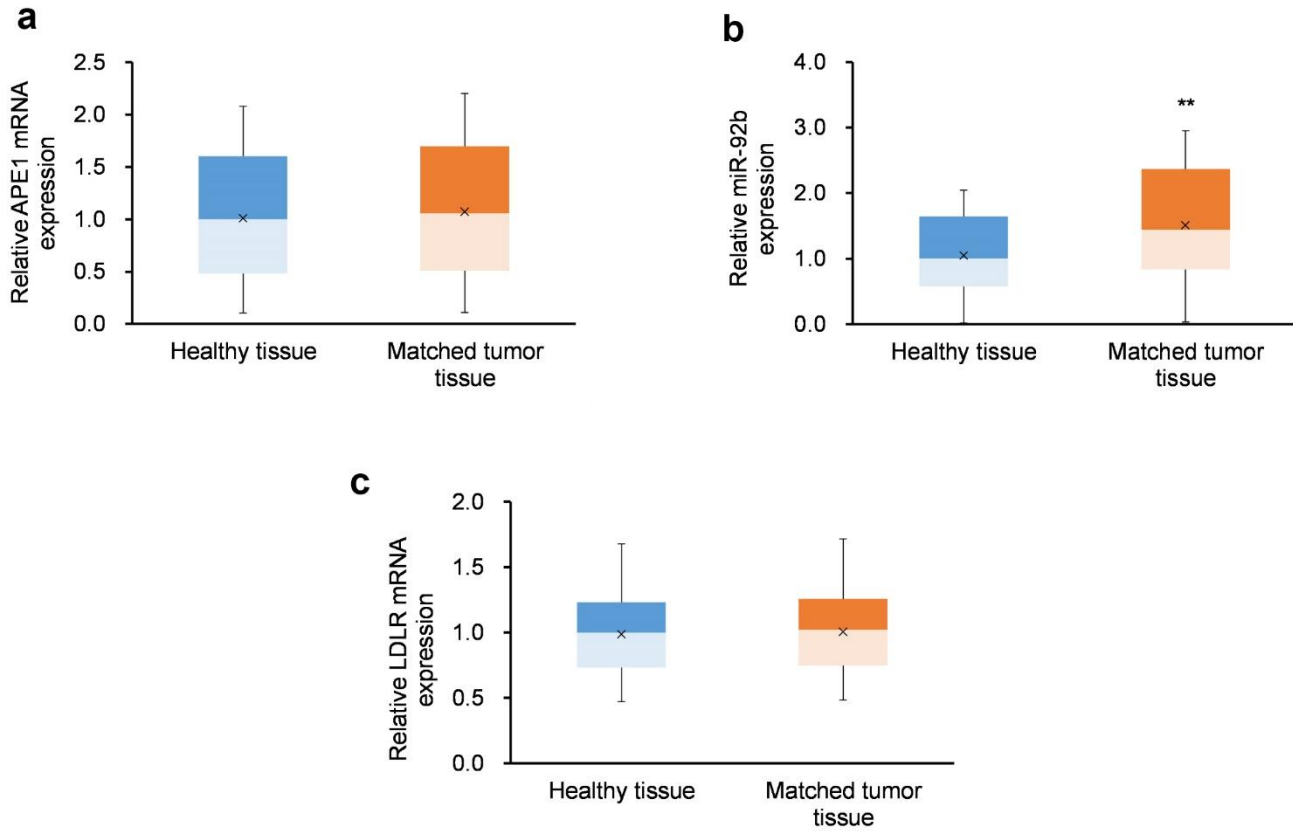 a
Relative APE1 mRNA
expression
2.5
2.0
1.5
1.0
0.5
0.0
Healthy tissue
Matched tumor
tissue
b
Relative miR-92b
expression
4.0
3.0
2.0
1.0
0.0
**
Healthy tissue
Matched tumor
tissue
c
Relative LDLR mRNA
expression
2.0
1.5
1.0
0.5
0.0
Healthy tissue
Matched tumor
tissue